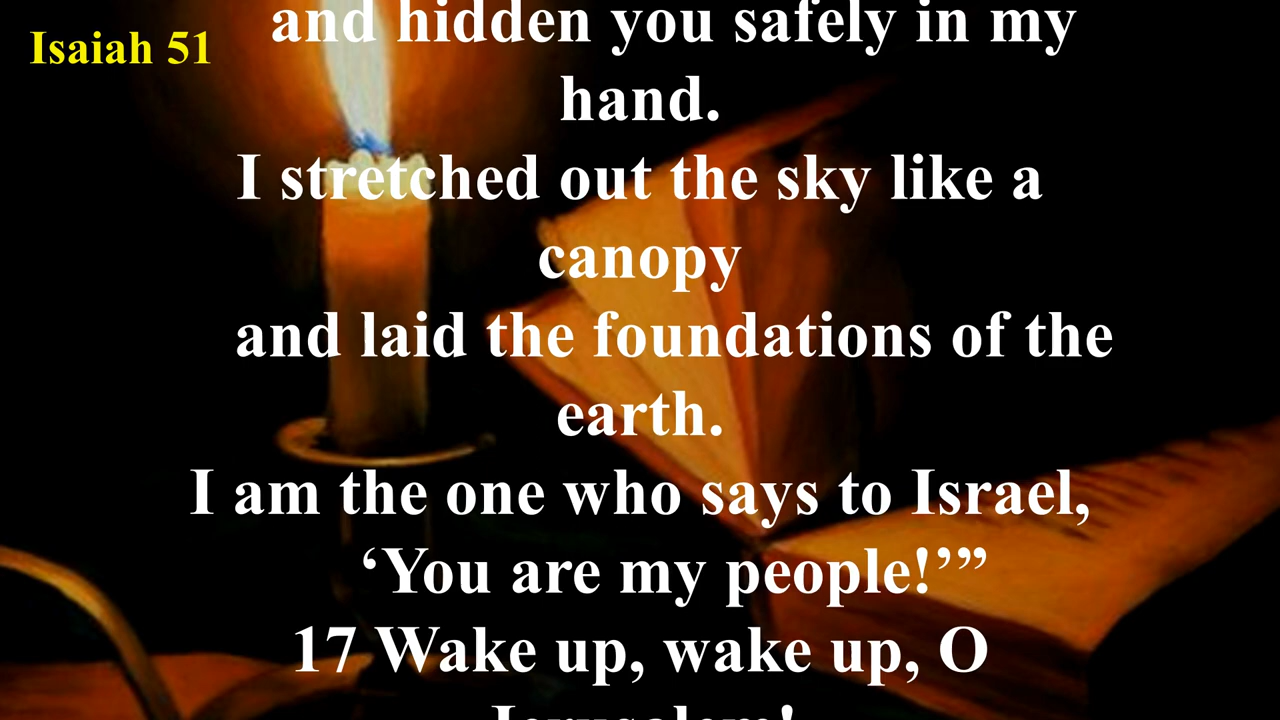 Isaiah 51
and hidden you safely in my
hand.
I stretched out the sky like a
canopy
and laid the foundations of the
earth.
I am the one who says to Israel,
‘You are my people!’”
17 Wake up, wake up, O
Jerusalem!